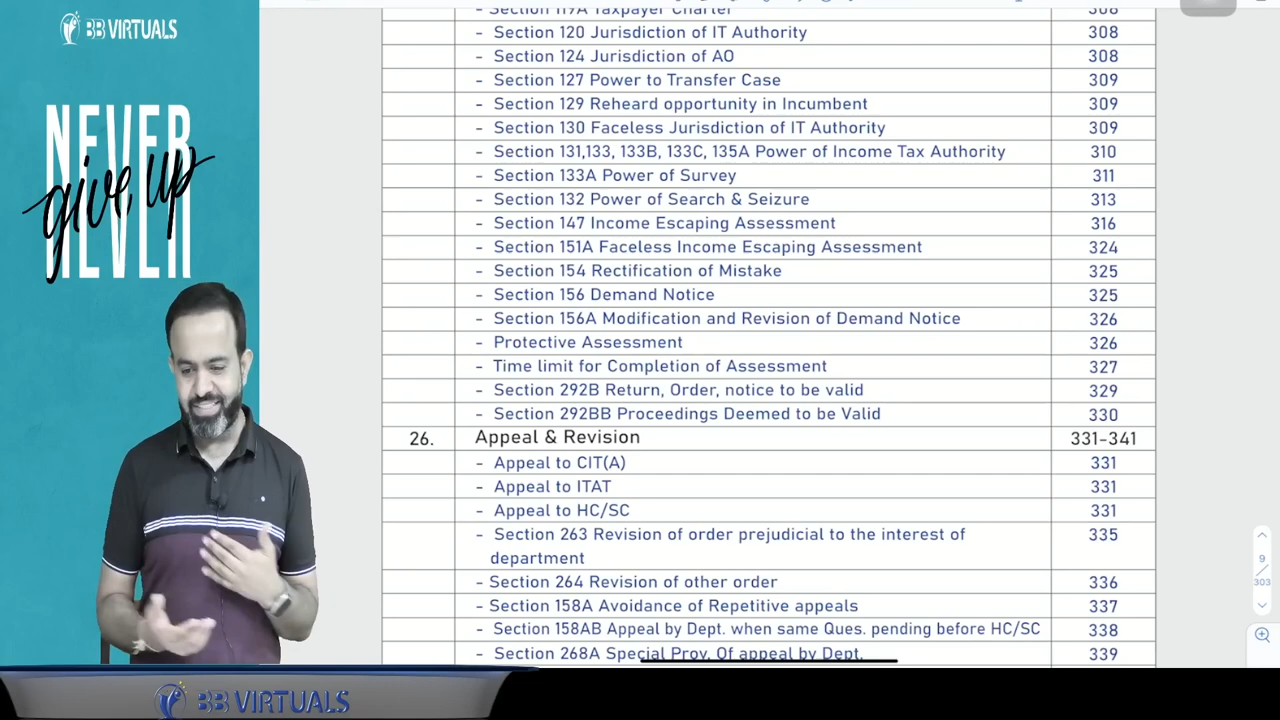 BB VIRTUALS
NEVER
give up
NEVER
- Section 119A Taxpayer Charter 308
- Section 120 Jurisdiction of IT Authority 308
- Section 124 Jurisdiction of AO 308
- Section 127 Power to Transfer Case 309
- Section 129 Reheard opportunity in Incumbent 309
- Section 130 Faceless Jurisdiction of IT Authority 309
- Section 131,133, 133B, 133C, 135A Power of Income Tax Authority 310
- Section 133A Power of Survey 311
- Section 132 Power of Search & Seizure 313
- Section 147 Income Escaping Assessment 316
- Section 151A Faceless Income Escaping Assessment 324
- Section 154 Rectification of Mistake 325
- Section 156 Demand Notice 325
- Section 156A Modification and Revision of Demand Notice 326
- Protective Assessment 326
- Time limit for Completion of Assessment 327
- Section 292B Return, Order, notice to be valid 329
- Section 292BB Proceedings Deemed to be Valid 330
26. Appeal & Revision 331-341
- Appeal to CIT(A) 331
- Appeal to ITAT 331
- Appeal to HC/SC 331
- Section 263 Revision of order prejudicial to the interest of 335
department
- Section 264 Revision of other order 336
- Section 158A Avoidance of Repetitive appeals 337
- Section 158AB Appeal by Dept. when same Ques. pending before HC/SC 338
- Section 268A Special Prov. Of appeal by Dept. 339
9
303
BB VIRTUALS